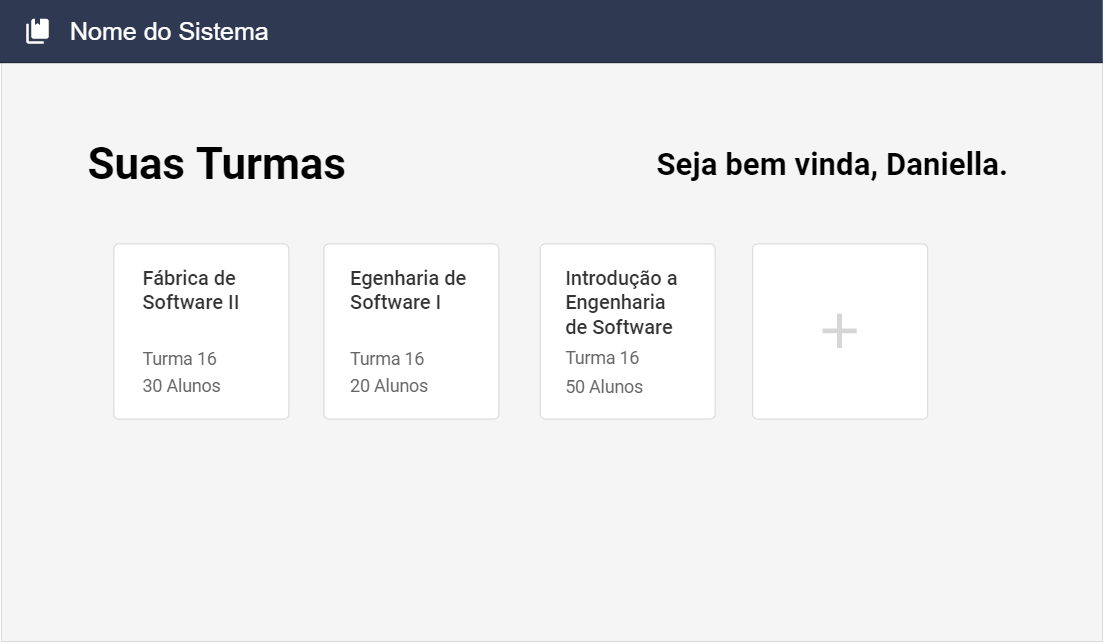 Nome do Sistema
Suas Turmas
Seja bem vinda, Daniella.
Fábrica de
Software II
Turma 16
30 Alunos
Egenharia de
Software I
Turma 16
20 Alunos
Introdução a
Engenharia
de Software
Turma 16
50 Alunos